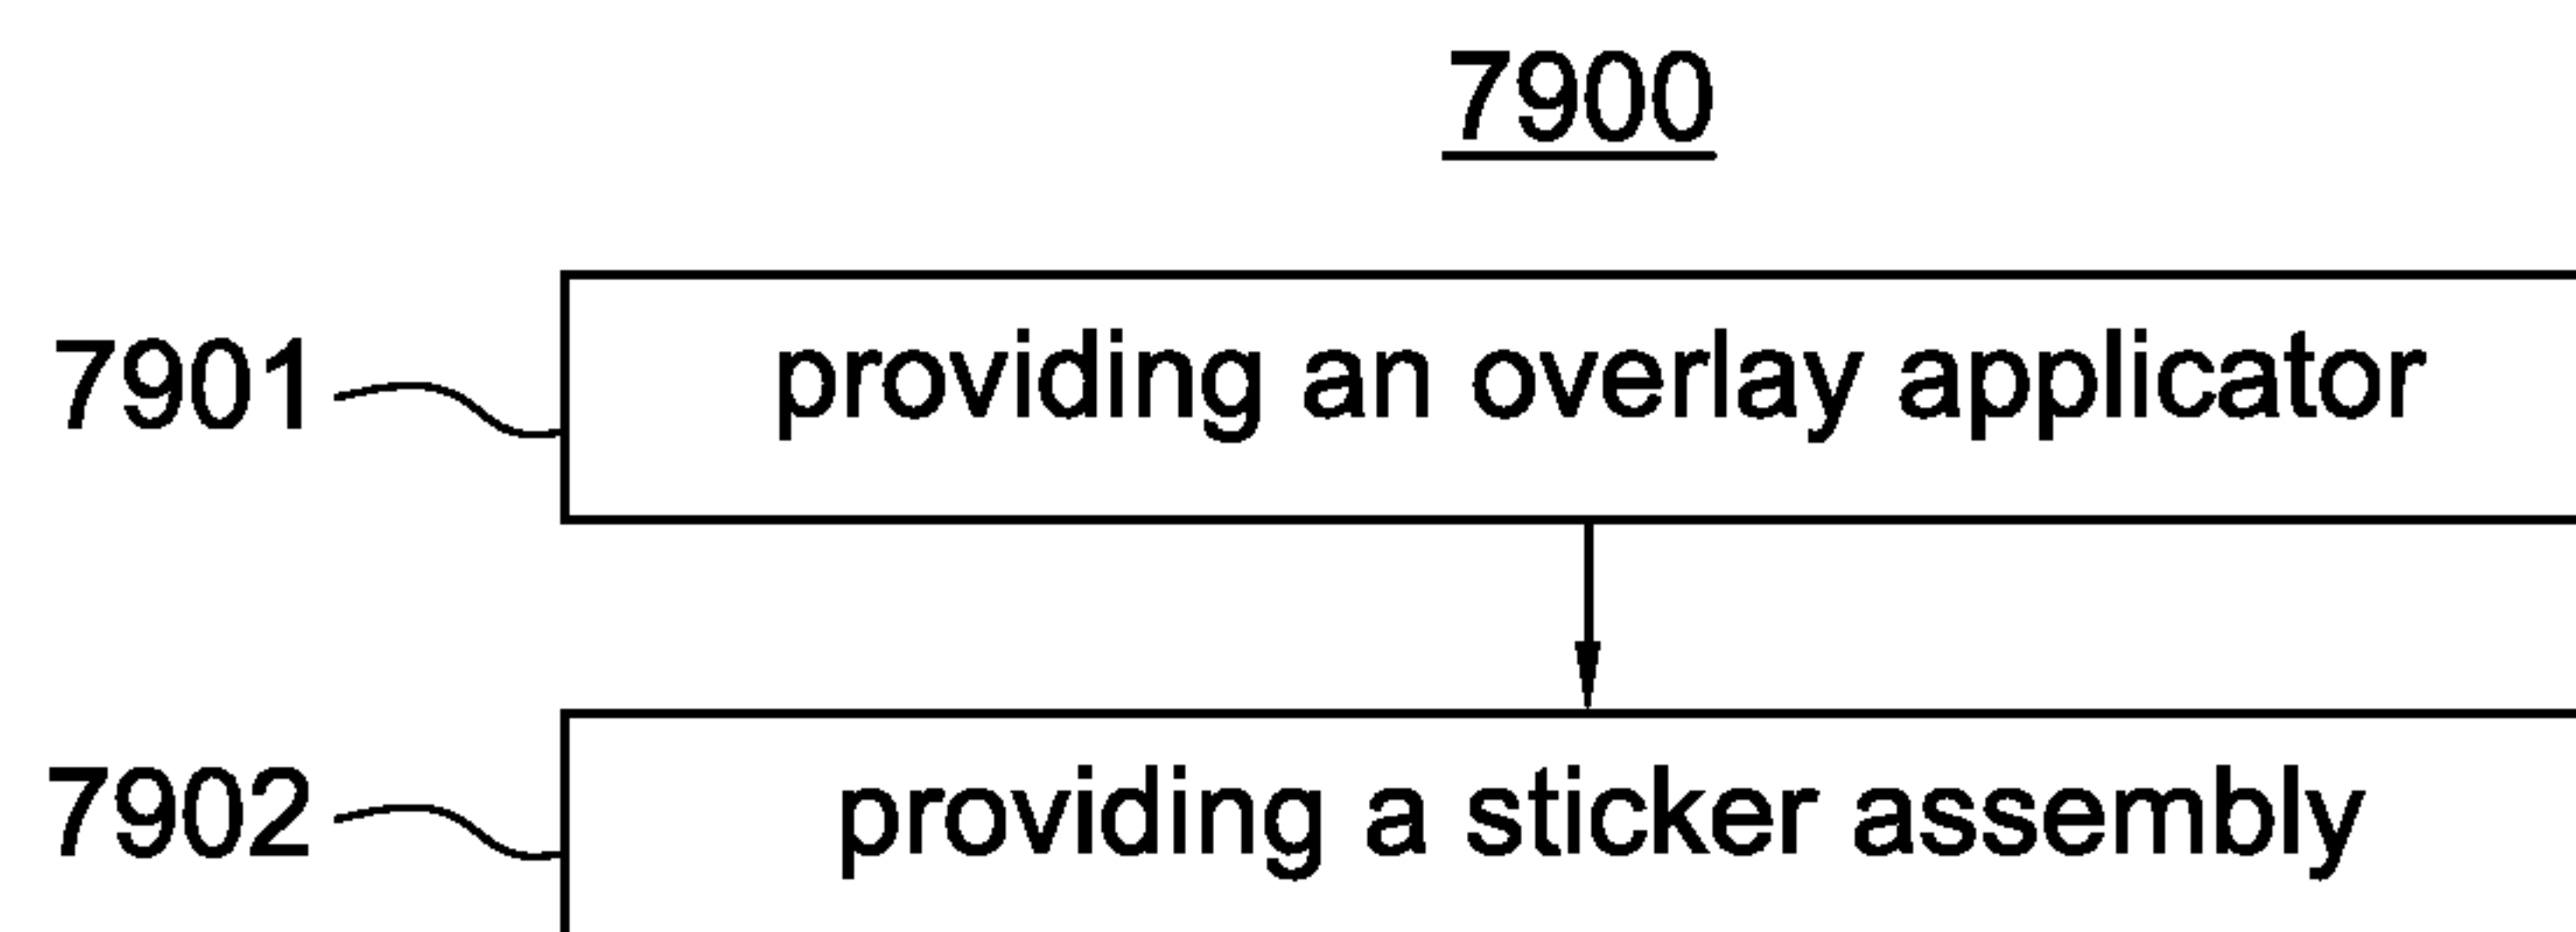 7900
7901 providing an overlay applicator
7902 providing a sticker assembly